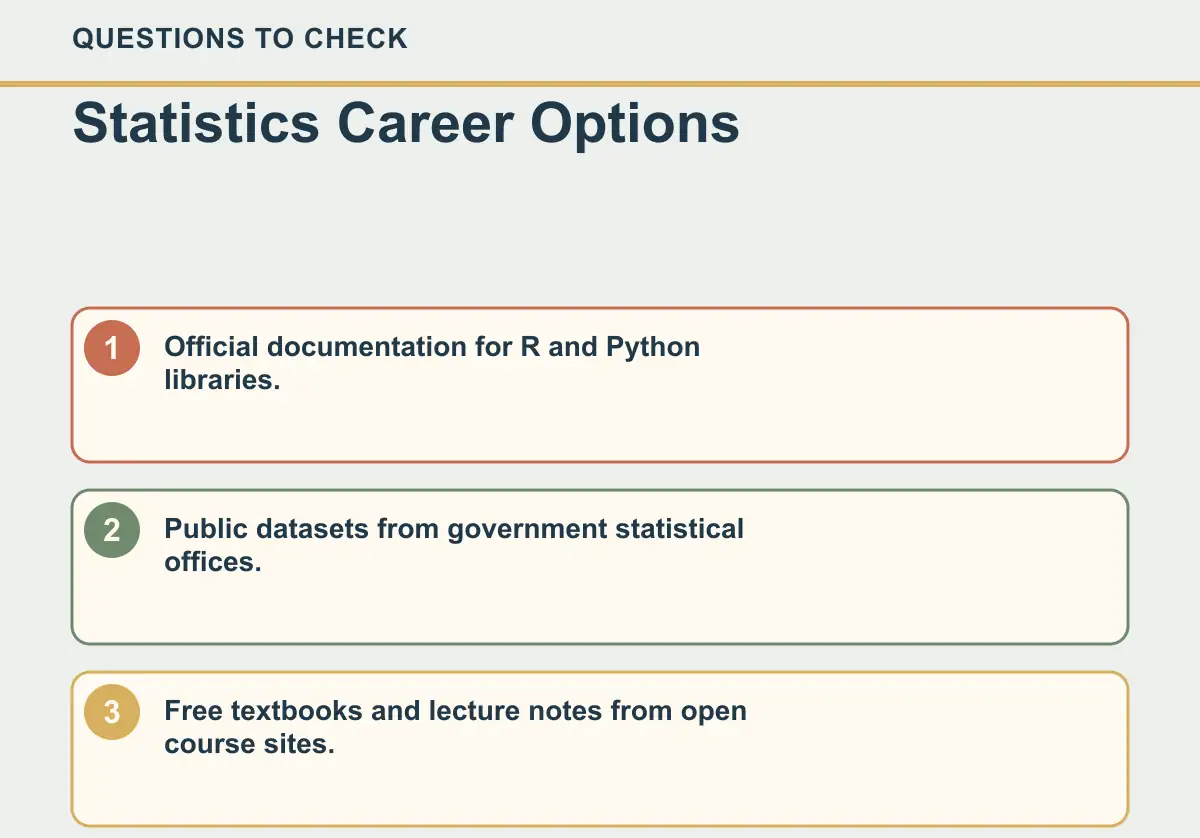 QUESTIONS TO CHECK
Statistics Career Options
1
Official documentation for R and Python
libraries.
2
Public datasets from government statistical
offices.
3
Free textbooks and lecture notes from open
course sites.